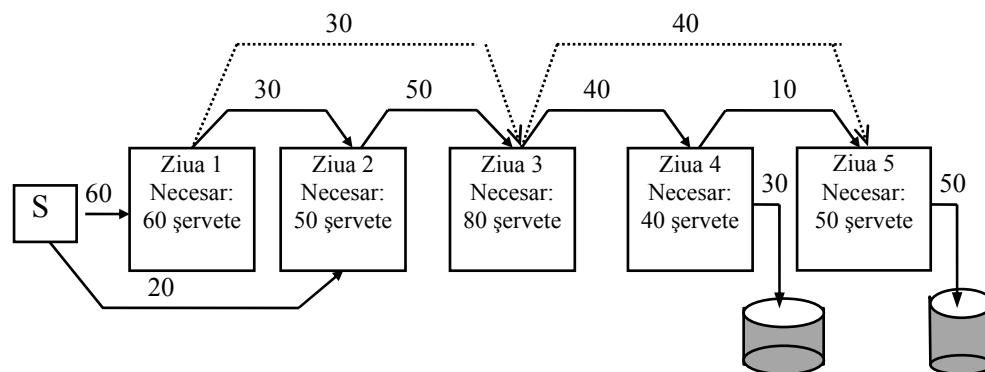 30
40
30
50
40
10
S
60
Ziua 1
Necesar:
60 şervete
Ziua 2
Necesar:
50 şervete
Ziua 3
Necesar:
80 şervete
Ziua 4
Necesar:
40 şervete
30
Ziua 5
Necesar:
50 şervete
50
20